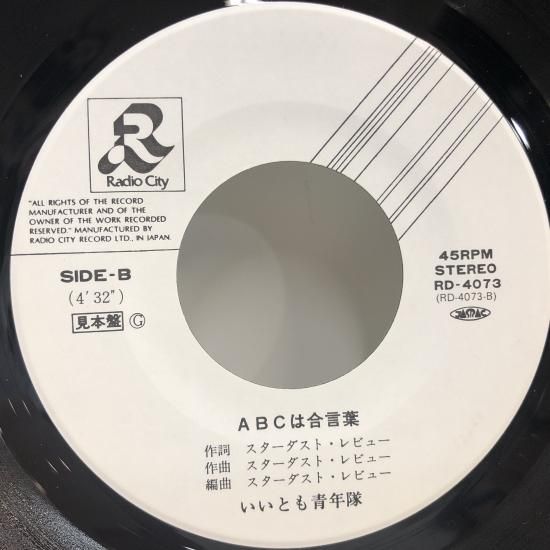 R
Radio City
"ALL RIGHTS OF THE RECORD
MANUFACTURER AND OF THE
OWNER OF THE WORK RECORDED
RESERVED." MANUFACTURED BY
RADIO CITY RECORD LTD., IN JAPAN.
SIDE-B
(4'32")
見本盤 Ⓖ
45RPM
STEREO
RD-4073
(RD-4073-B)
JASRAC
ABCは合言葉
作詞 スターダスト・レビュー
作曲 スターダスト・レビュー
編曲 スターダスト・レビュー
いいとも青年隊